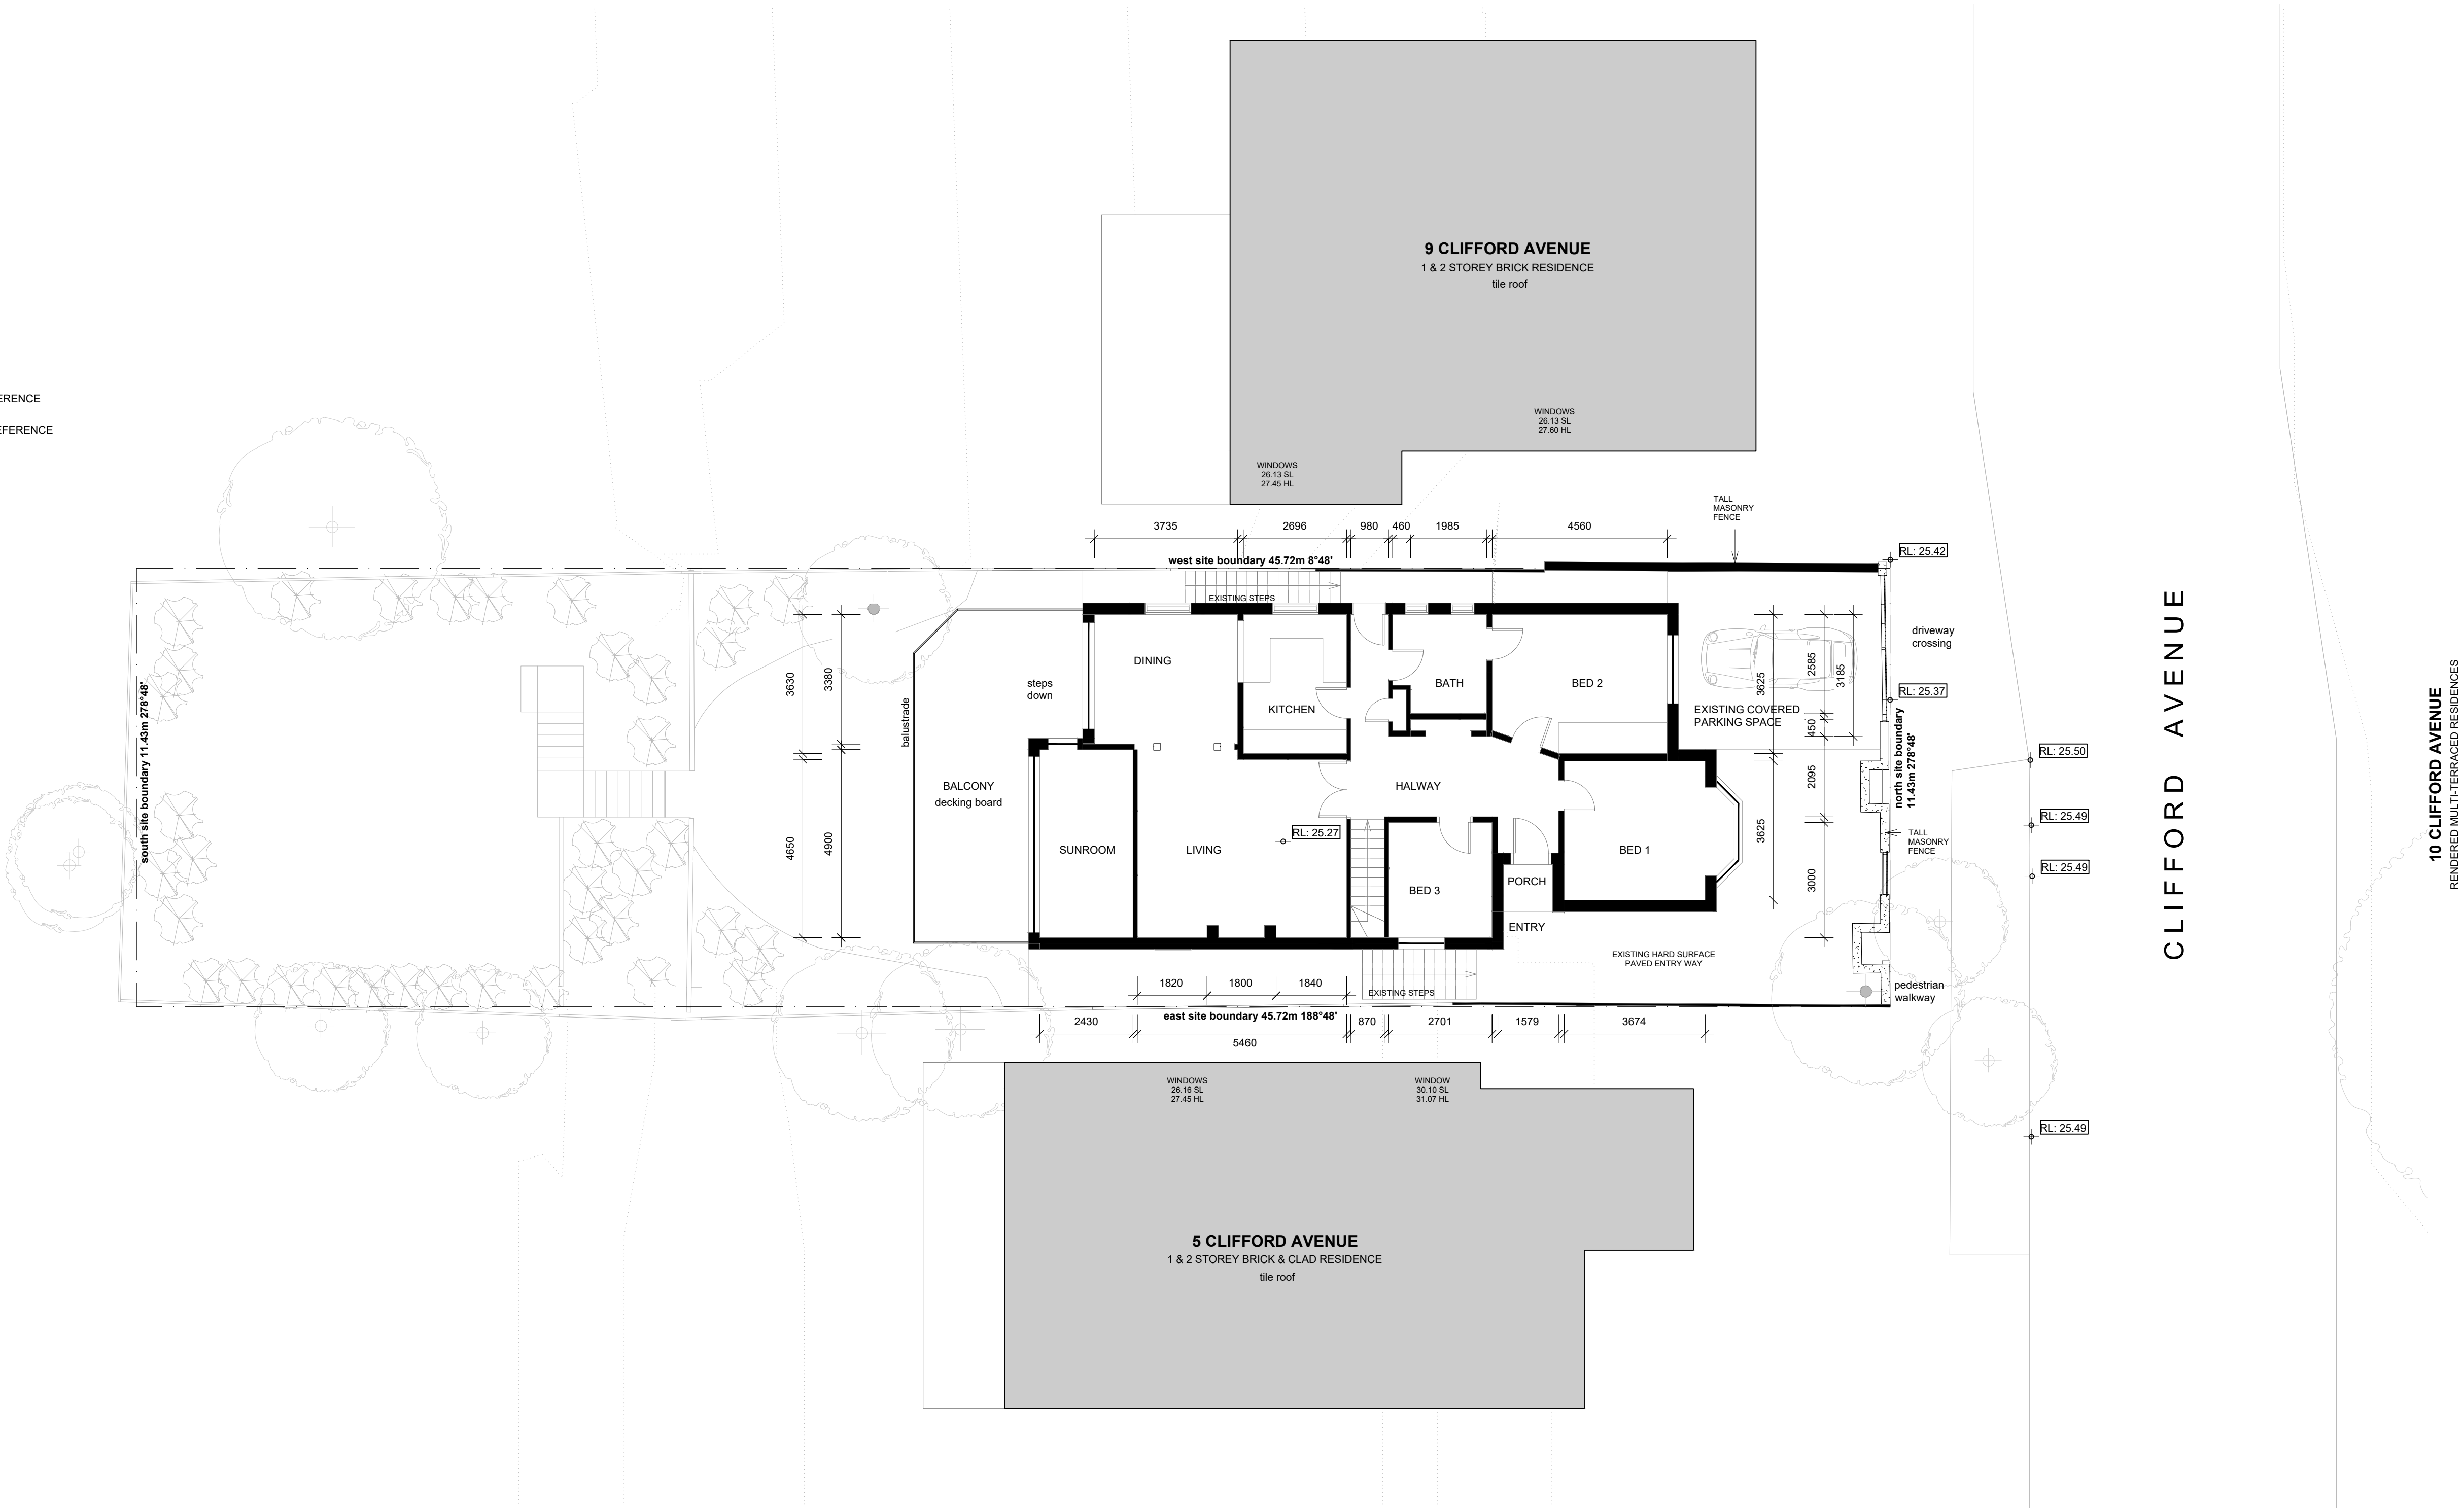 ERENCE
EFERENCE
9 CLIFFORD AVENUE
1 & 2 STOREY BRICK RESIDENCE
tile roof
WINDOWS
26.13 SL
27.60 HL
WINDOWS
26.13 SL
27.45 HL
TALL
MASONRY
FENCE
3735
2696
980
460
1985
4560
west site boundary 45.72m 8°48'
EXISTING STEPS
RL: 25.42
driveway
crossing
RL: 25.37
north site boundary
11.43m 278°48'
south site boundary 11.43m 278°48'
3630
3380
4650
4900
balustrade
steps
down
BALCONY
decking board
DINING
KITCHEN
BATH
BED 2
3625
2585
3185
450
EXISTING COVERED
PARKING SPACE
HALWAY
2095
3625
3000
RL: 25.27
SUNROOM
LIVING
BED 3
PORCH
BED 1
ENTRY
TALL
MASONRY
FENCE
EXISTING HARD SURFACE
PAVED ENTRY WAY
pedestrian
walkway
EXISTING STEPS
1820
1800
1840
east site boundary 45.72m 188°48'
2430
5460
870
2701
1579
3674
RL: 25.50
RL: 25.49
RL: 25.49
RL: 25.49
CLIFFORD AVENUE
10 CLIFFORD AVENUE
RENDERED MULTI-TERRACED RESIDENCES
WINDOWS
26.16 SL
27.45 HL
WINDOW
30.10 SL
31.07 HL
5 CLIFFORD AVENUE
1 & 2 STOREY BRICK & CLAD RESIDENCE
tile roof